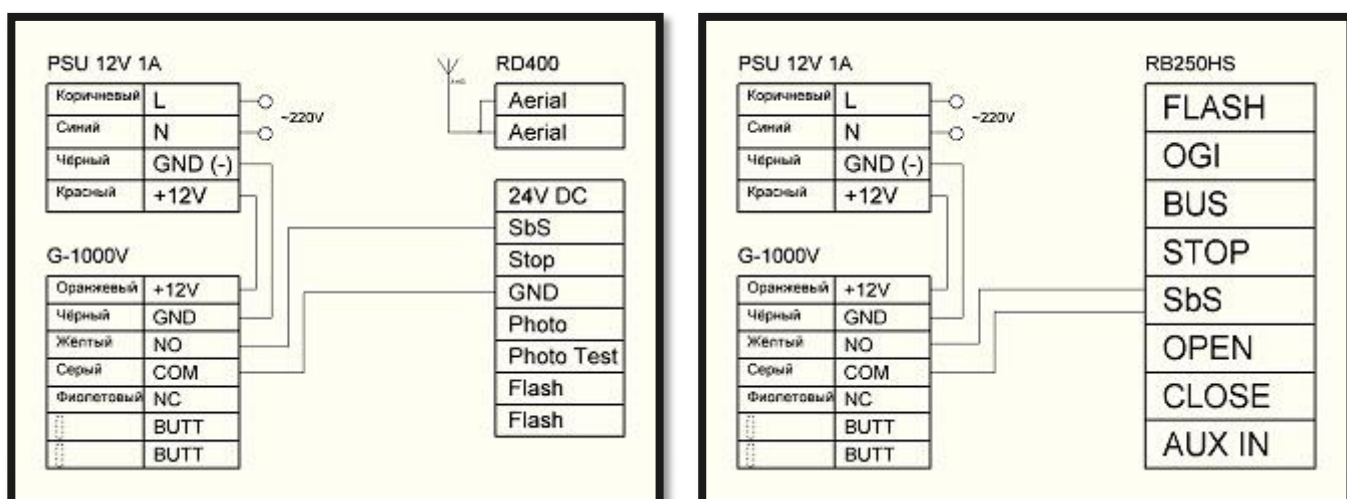 PSU 12V 1A
Коричневый L
Синий N
~220V
Чёрный GND (-)
Красный +12V
G-1000V
Оранжевый +12V
Чёрный GND
Жёлтый NO
Серый COM
Фиолетовый NC
BUTT
BUTT
RD400
Aerial
Aerial
24V DC
SbS
Stop
GND
Photo
Photo Test
Flash
Flash
PSU 12V 1A
Коричневый L
Синий N
~220V
Чёрный GND (-)
Красный +12V
G-1000V
Оранжевый +12V
Чёрный GND
Жёлтый NO
Серый COM
Фиолетовый NC
BUTT
BUTT
RB250HS
FLASH
OGI
BUS
STOP
SbS
OPEN
CLOSE
AUX IN